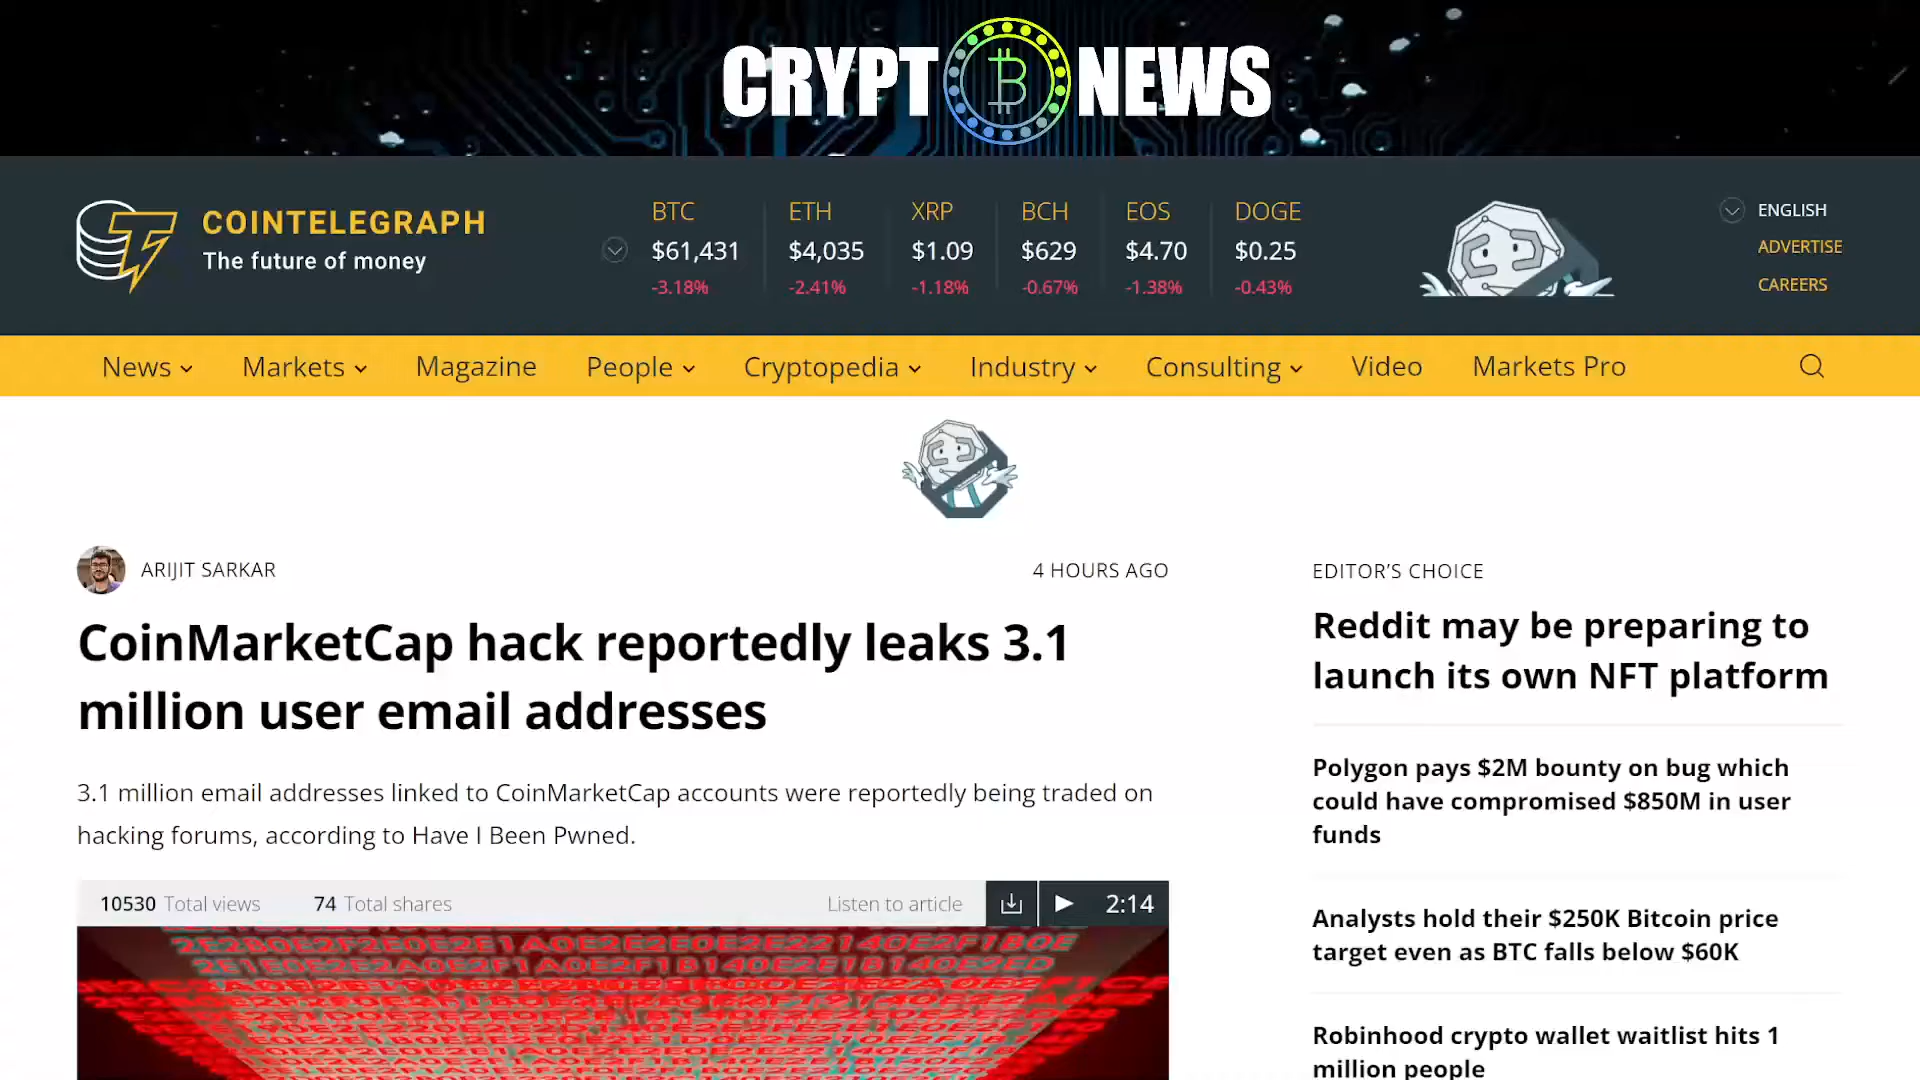 CRYPT NEWS
COINTELEGRAPH
The future of money
BTC
$61,431
-3.18%
ETH
$4,035
-2.41%
XRP
$1.09
-1.18%
BCH
$629
-0.67%
EOS
$4.70
-1.38%
DOGE
$0.25
-0.43%
ENGLISH
ADVERTISE
CAREERS
News Markets Magazine People Cryptopedia Industry Consulting Video Markets Pro
ARIJIT SARKAR
4 HOURS AGO
CoinMarketCap hack reportedly leaks 3.1
million user email addresses
3.1 million email addresses linked to CoinMarketCap accounts were reportedly being traded on
hacking forums, according to Have I Been Pwned.
10530 Total views 74 Total shares Listen to article 2:14
EDITOR'S CHOICE
Reddit may be preparing to
launch its own NFT platform
Polygon pays $2M bounty on bug which
could have compromised $850M in user
funds
Analysts hold their $250K Bitcoin price
target even as BTC falls below $60K
Robinhood crypto wallet waitlist hits 1
million people